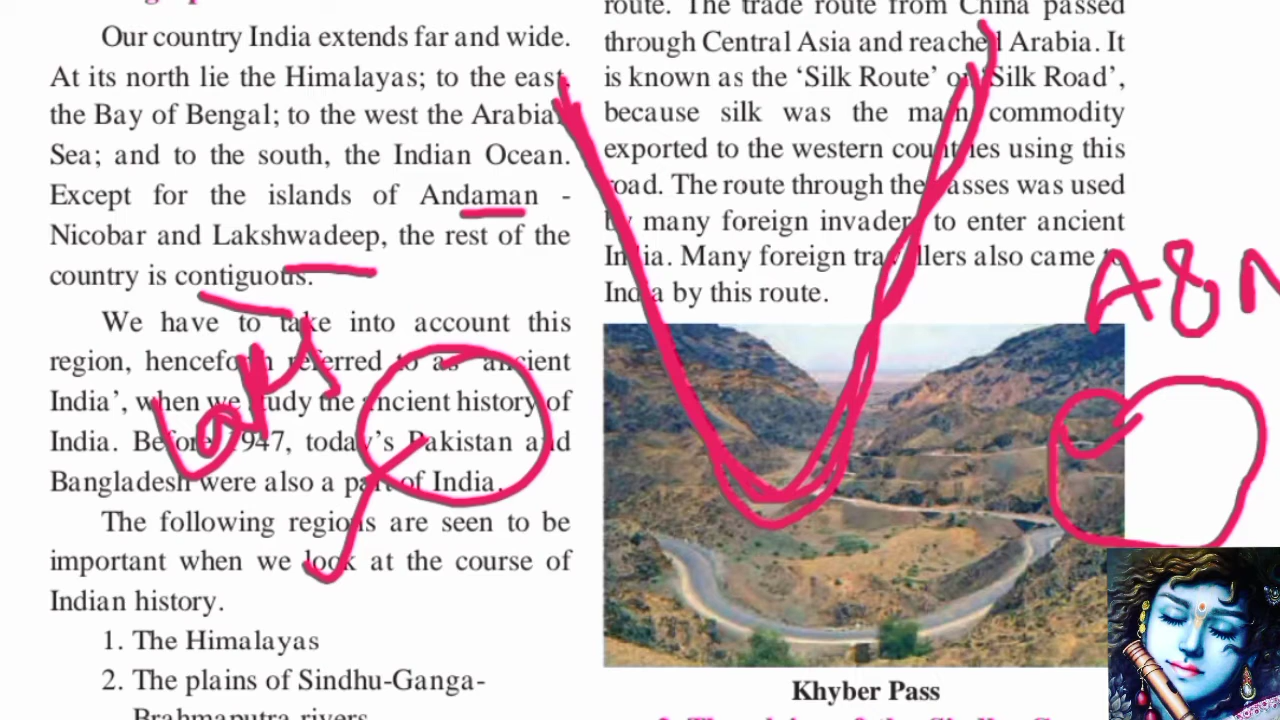 Our country India extends far and wide.
At its north lie the Himalayas; to the east,
the Bay of Bengal; to the west the Arabian
Sea; and to the south, the Indian Ocean.
Except for the islands of Andaman -
Nicobar and Lakshwadeep, the rest of the
country is contiguous.
We have to take into account this
region, henceforth referred to as 'ancient
India’, when we study the ancient history of
India. Before 1947, today’s Pakistan and
Bangladesh were also a part of India.
The following regions are seen to be
important when we look at the course of
Indian history.
1. The Himalayas
2. The plains of Sindhu-Ganga-
Brahmaputra rivers
route. The trade route from China passed
through Central Asia and reached Arabia. It
is known as the ‘Silk Route’ or ‘Silk Road’,
because silk was the main commodity
exported to the western countries using this
road. The route through the passes was used
by many foreign invaders to enter ancient
India. Many foreign travellers also came to
India by this route.
A&N
Khyber Pass